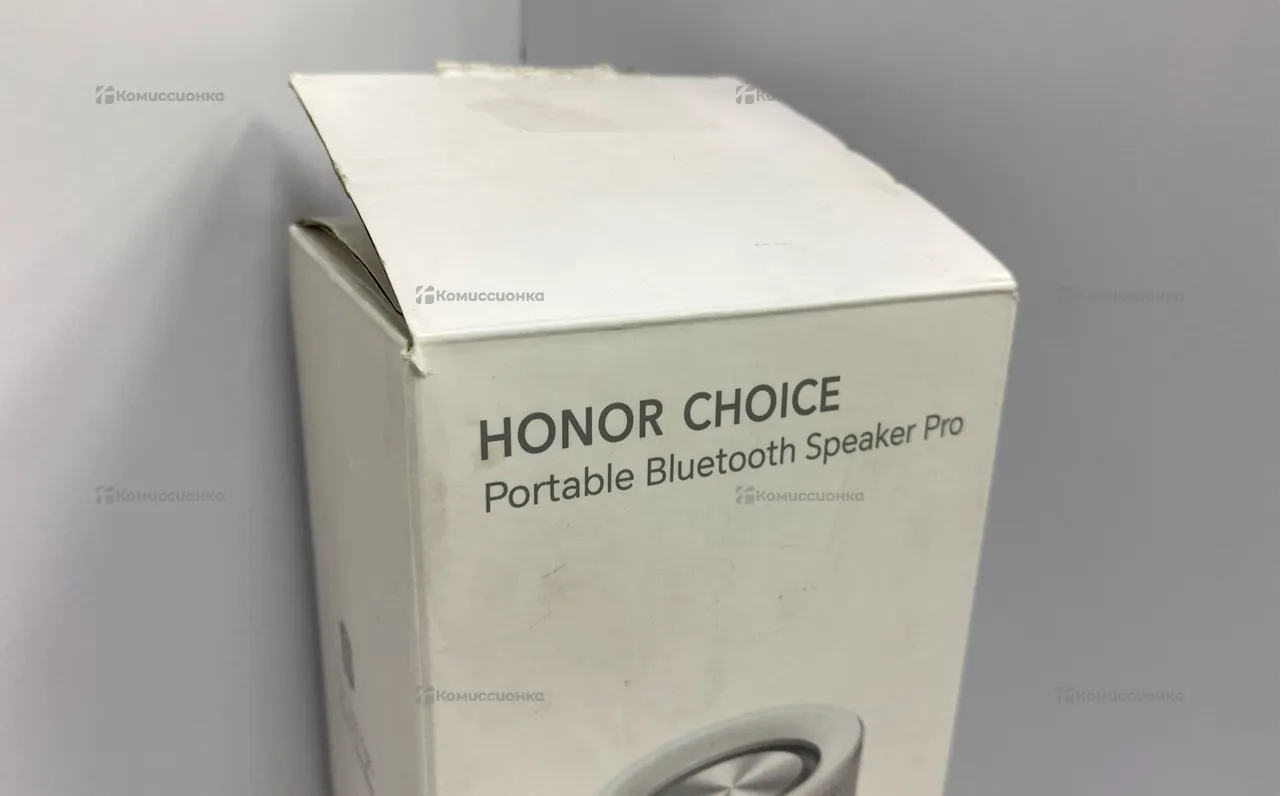 Комиссионка
Комиссионка
Комиссионка
HONOR CHOICE
Portable Bluetooth Speaker Pro
Комиссионка
Комиссионка
Комиссионка
Комиссионка